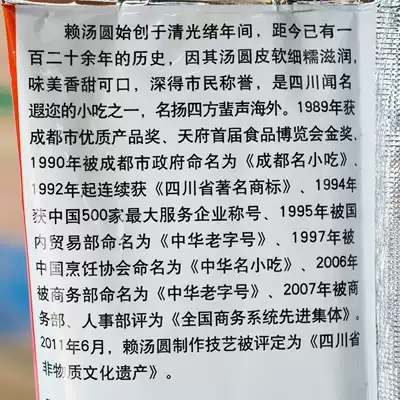 赖汤圆始创于清光绪年间，距今已有一
百二十余年的历史，因其汤圆皮软细糯滋润，
味美香甜可口，深得市民称誉，是四川闻名
遐迩的小吃之一，名扬四方蜚声海外。1989年获
成都市优质产品奖、天府首届食品博览会金奖、
1990年被成都市政府命名为《成都名小吃》、
1992年起连续获《四川省著名商标》、1994年
获中国500家最大服务企业称号、1995年被国
内贸易部命名为《中华老字号》、1997年被
中国烹饪协会命名为《中华名小吃》、2006年
被商务部命名为《中华老字号》、2007年被商
务部、人事部评为《全国商务系统先进集体》。
2011年6月，赖汤圆制作技艺被评定为《四川省
非物质文化遗产》。